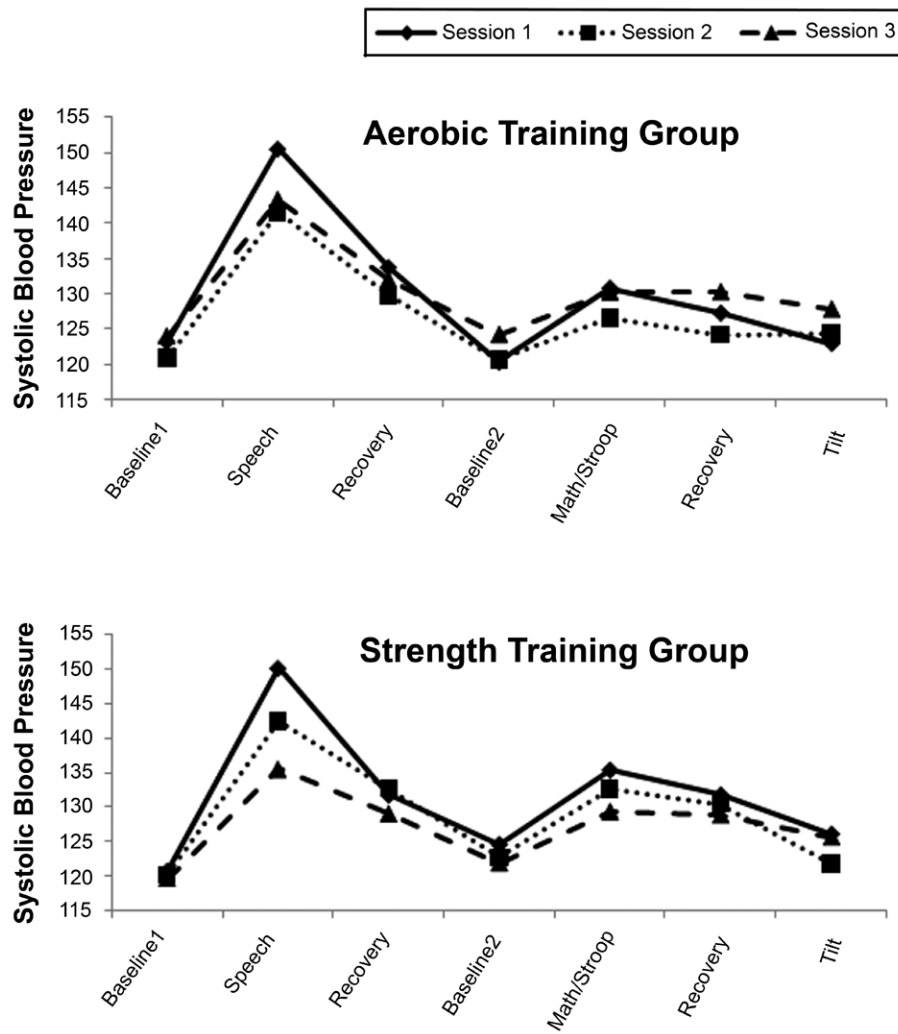 Session 1 Session 2 Session 3
Aerobic Training Group
Systolic Blood Pressure
155
150
145
140
135
130
125
120
115
Baseline1
Speech
Recovery
Baseline2
Math/Stroop
Recovery
Tilt
Strength Training Group
Systolic Blood Pressure
155
150
145
140
135
130
125
120
115
Baseline1
Speech
Recovery
Baseline2
Math/Stroop
Recovery
Tilt